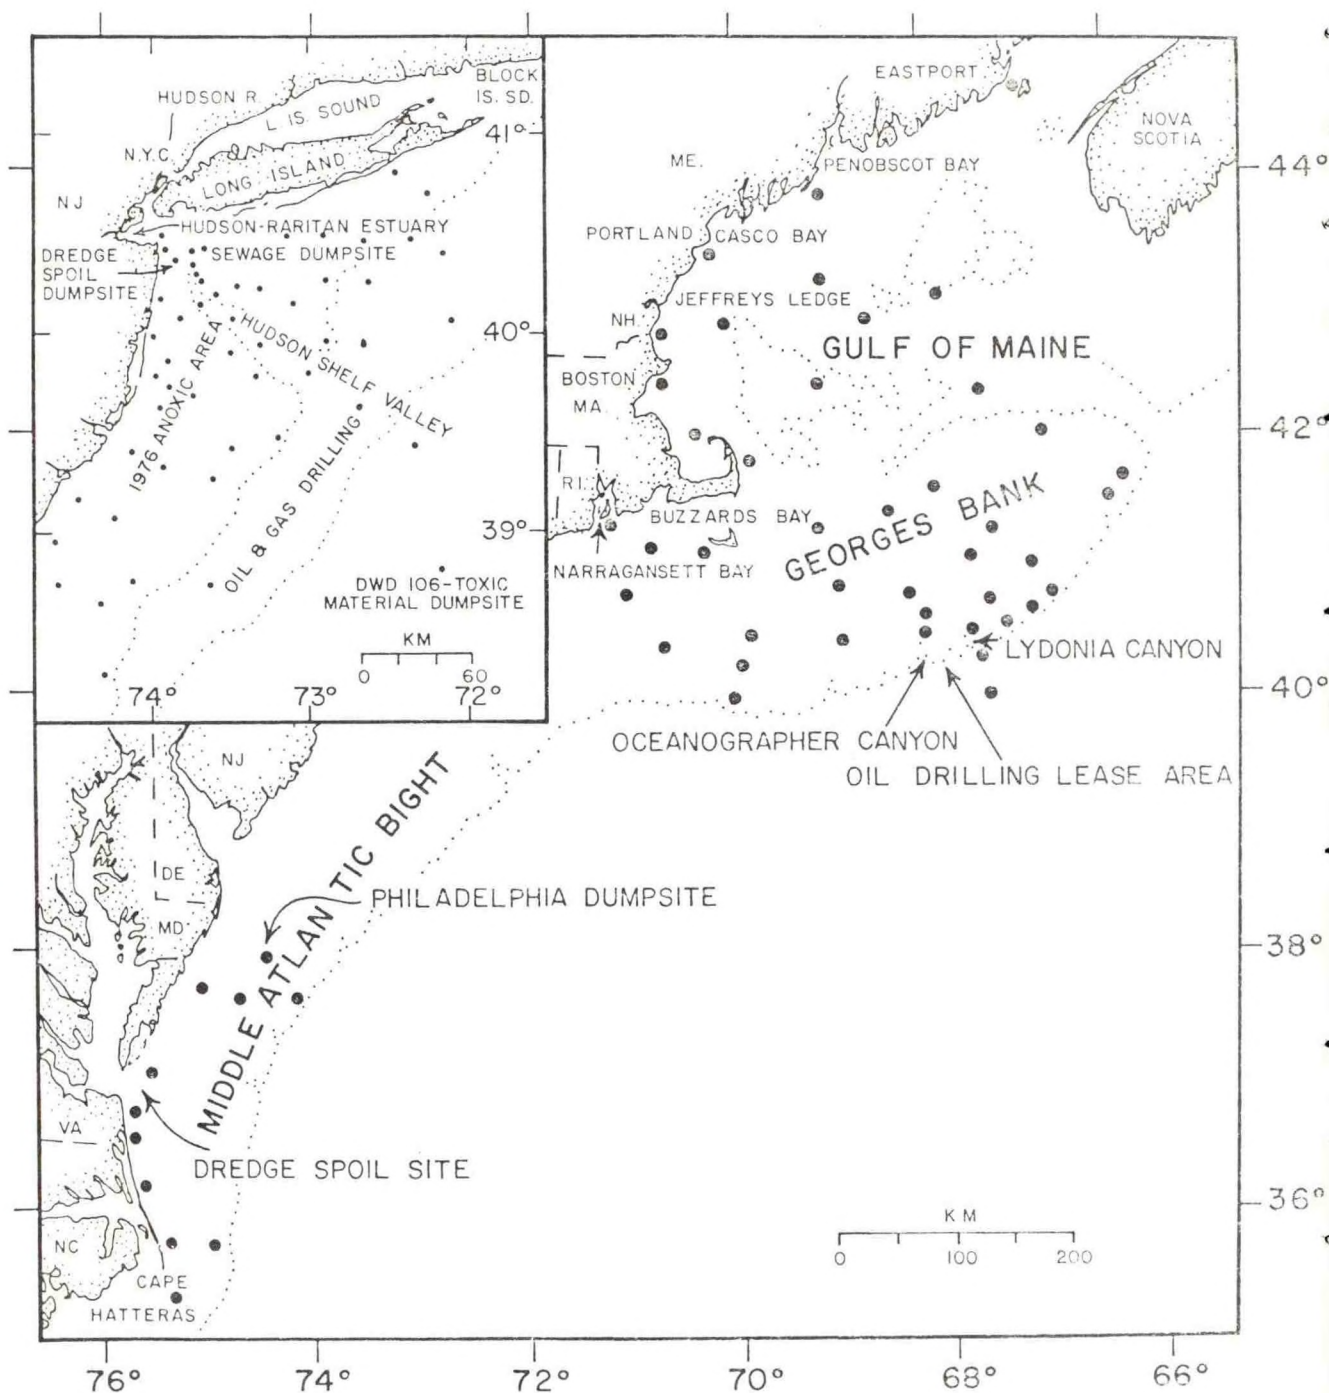 EASTPORT
NOVA
SCOTIA
ME.
PENOBSCOT BAY
44°
PORTLAND
CASCO BAY
JEFFREYS LEDGE
NH
GULF OF MAINE
BOSTON
MA.
42°
R.I.
BUZZARDS BAY
GEORGES BANK
NARRAGANSETT BAY
LYDONIA CANYON
40°
OCEANOGRAPHER CANYON
OIL DRILLING LEASE AREA
BLOCK
IS. SD.
HUDSON R.
L IS. SOUND
41°
N.Y.C.
LONG ISLAND
NJ
HUDSON-RARITAN ESTUARY
SEWAGE DUMPSITE
DREDGE
SPOIL
DUMPSITE
HUDSON SHELF VALLEY
40°
1976 ANOXIC AREA
OIL & GAS DRILLING
39°
DWD 106-TOXIC
MATERIAL DUMPSITE
KM
0 60
74° 73° 72°
NJ
MIDDLE ATLANTIC BIGHT
DE
MD
PHILADELPHIA DUMPSITE
38°
VA
DREDGE SPOIL SITE
36°
KM
0 100 200
NC
CAPE
HATTERAS
76° 74° 72° 70° 68° 66°